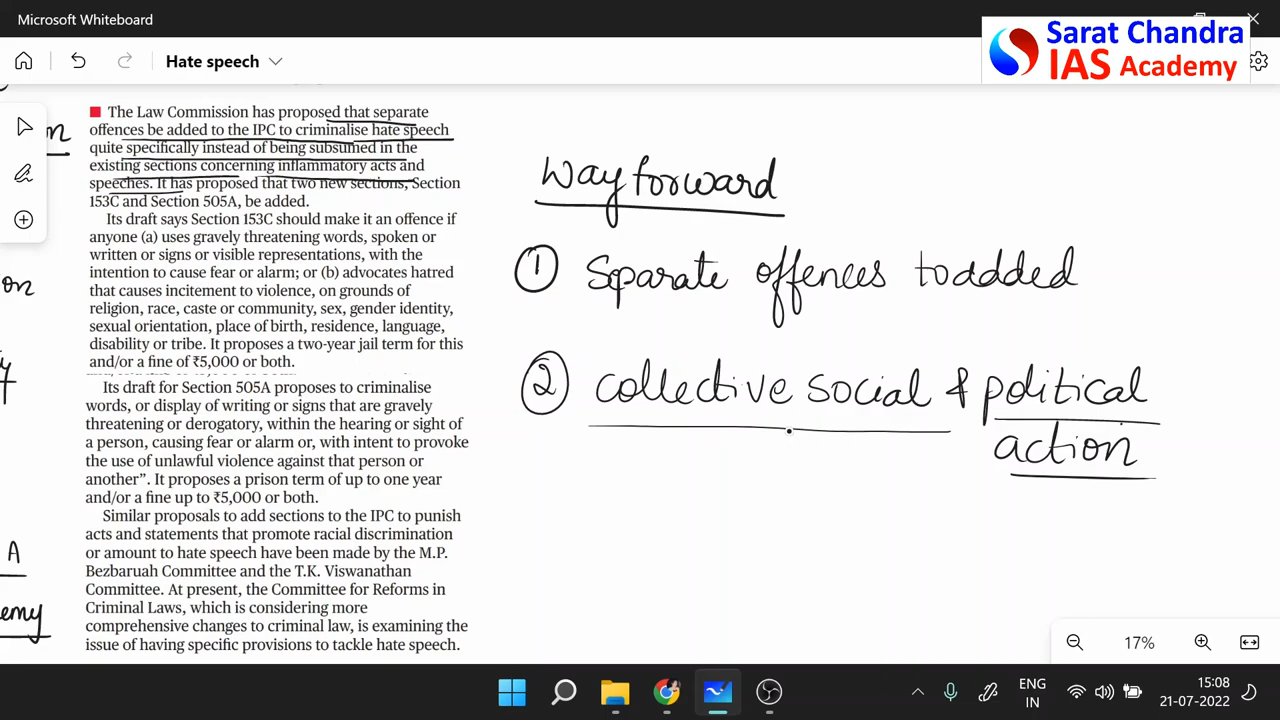 Microsoft Whiteboard
Sarat Chandra
IAS Academy
Hate speech
The Law Commission has proposed that separate
offences be added to the IPC to criminalise hate speech
quite specifically instead of being subsumed in the
existing sections concerning inflammatory acts and
speeches. It has proposed that two new sections, Section
153C and Section 505A, be added.
Its draft says Section 153C should make it an offence if
anyone (a) uses gravely threatening words, spoken or
written or signs or visible representations, with the
intention to cause fear or alarm; or (b) advocates hatred
that causes incitement to violence, on grounds of
religion, race, caste or community, sex, gender identity,
sexual orientation, place of birth, residence, language,
disability or tribe. It proposes a two-year jail term for this
and/or a fine of ₹5,000 or both.
Its draft for Section 505A proposes to criminalise
words, or display of writing or signs that are gravely
threatening or derogatory, within the hearing or sight of
a person, causing fear or alarm or, with intent to provoke
the use of unlawful violence against that person or
another”. It proposes a prison term of up to one year
and/or a fine up to ₹5,000 or both.
Similar proposals to add sections to the IPC to punish
acts and statements that promote racial discrimination
or amount to hate speech have been made by the M.P.
Bezbaruah Committee and the T.K. Viswanathan
Committee. At present, the Committee for Reforms in
Criminal Laws, which is considering more
comprehensive changes to criminal law, is examining the
issue of having specific provisions to tackle hate speech.
on
A
emy
Way forward
1 Separate offences to added
2 collective social & political
action
17%
ENG
IN
15:08
21-07-2022